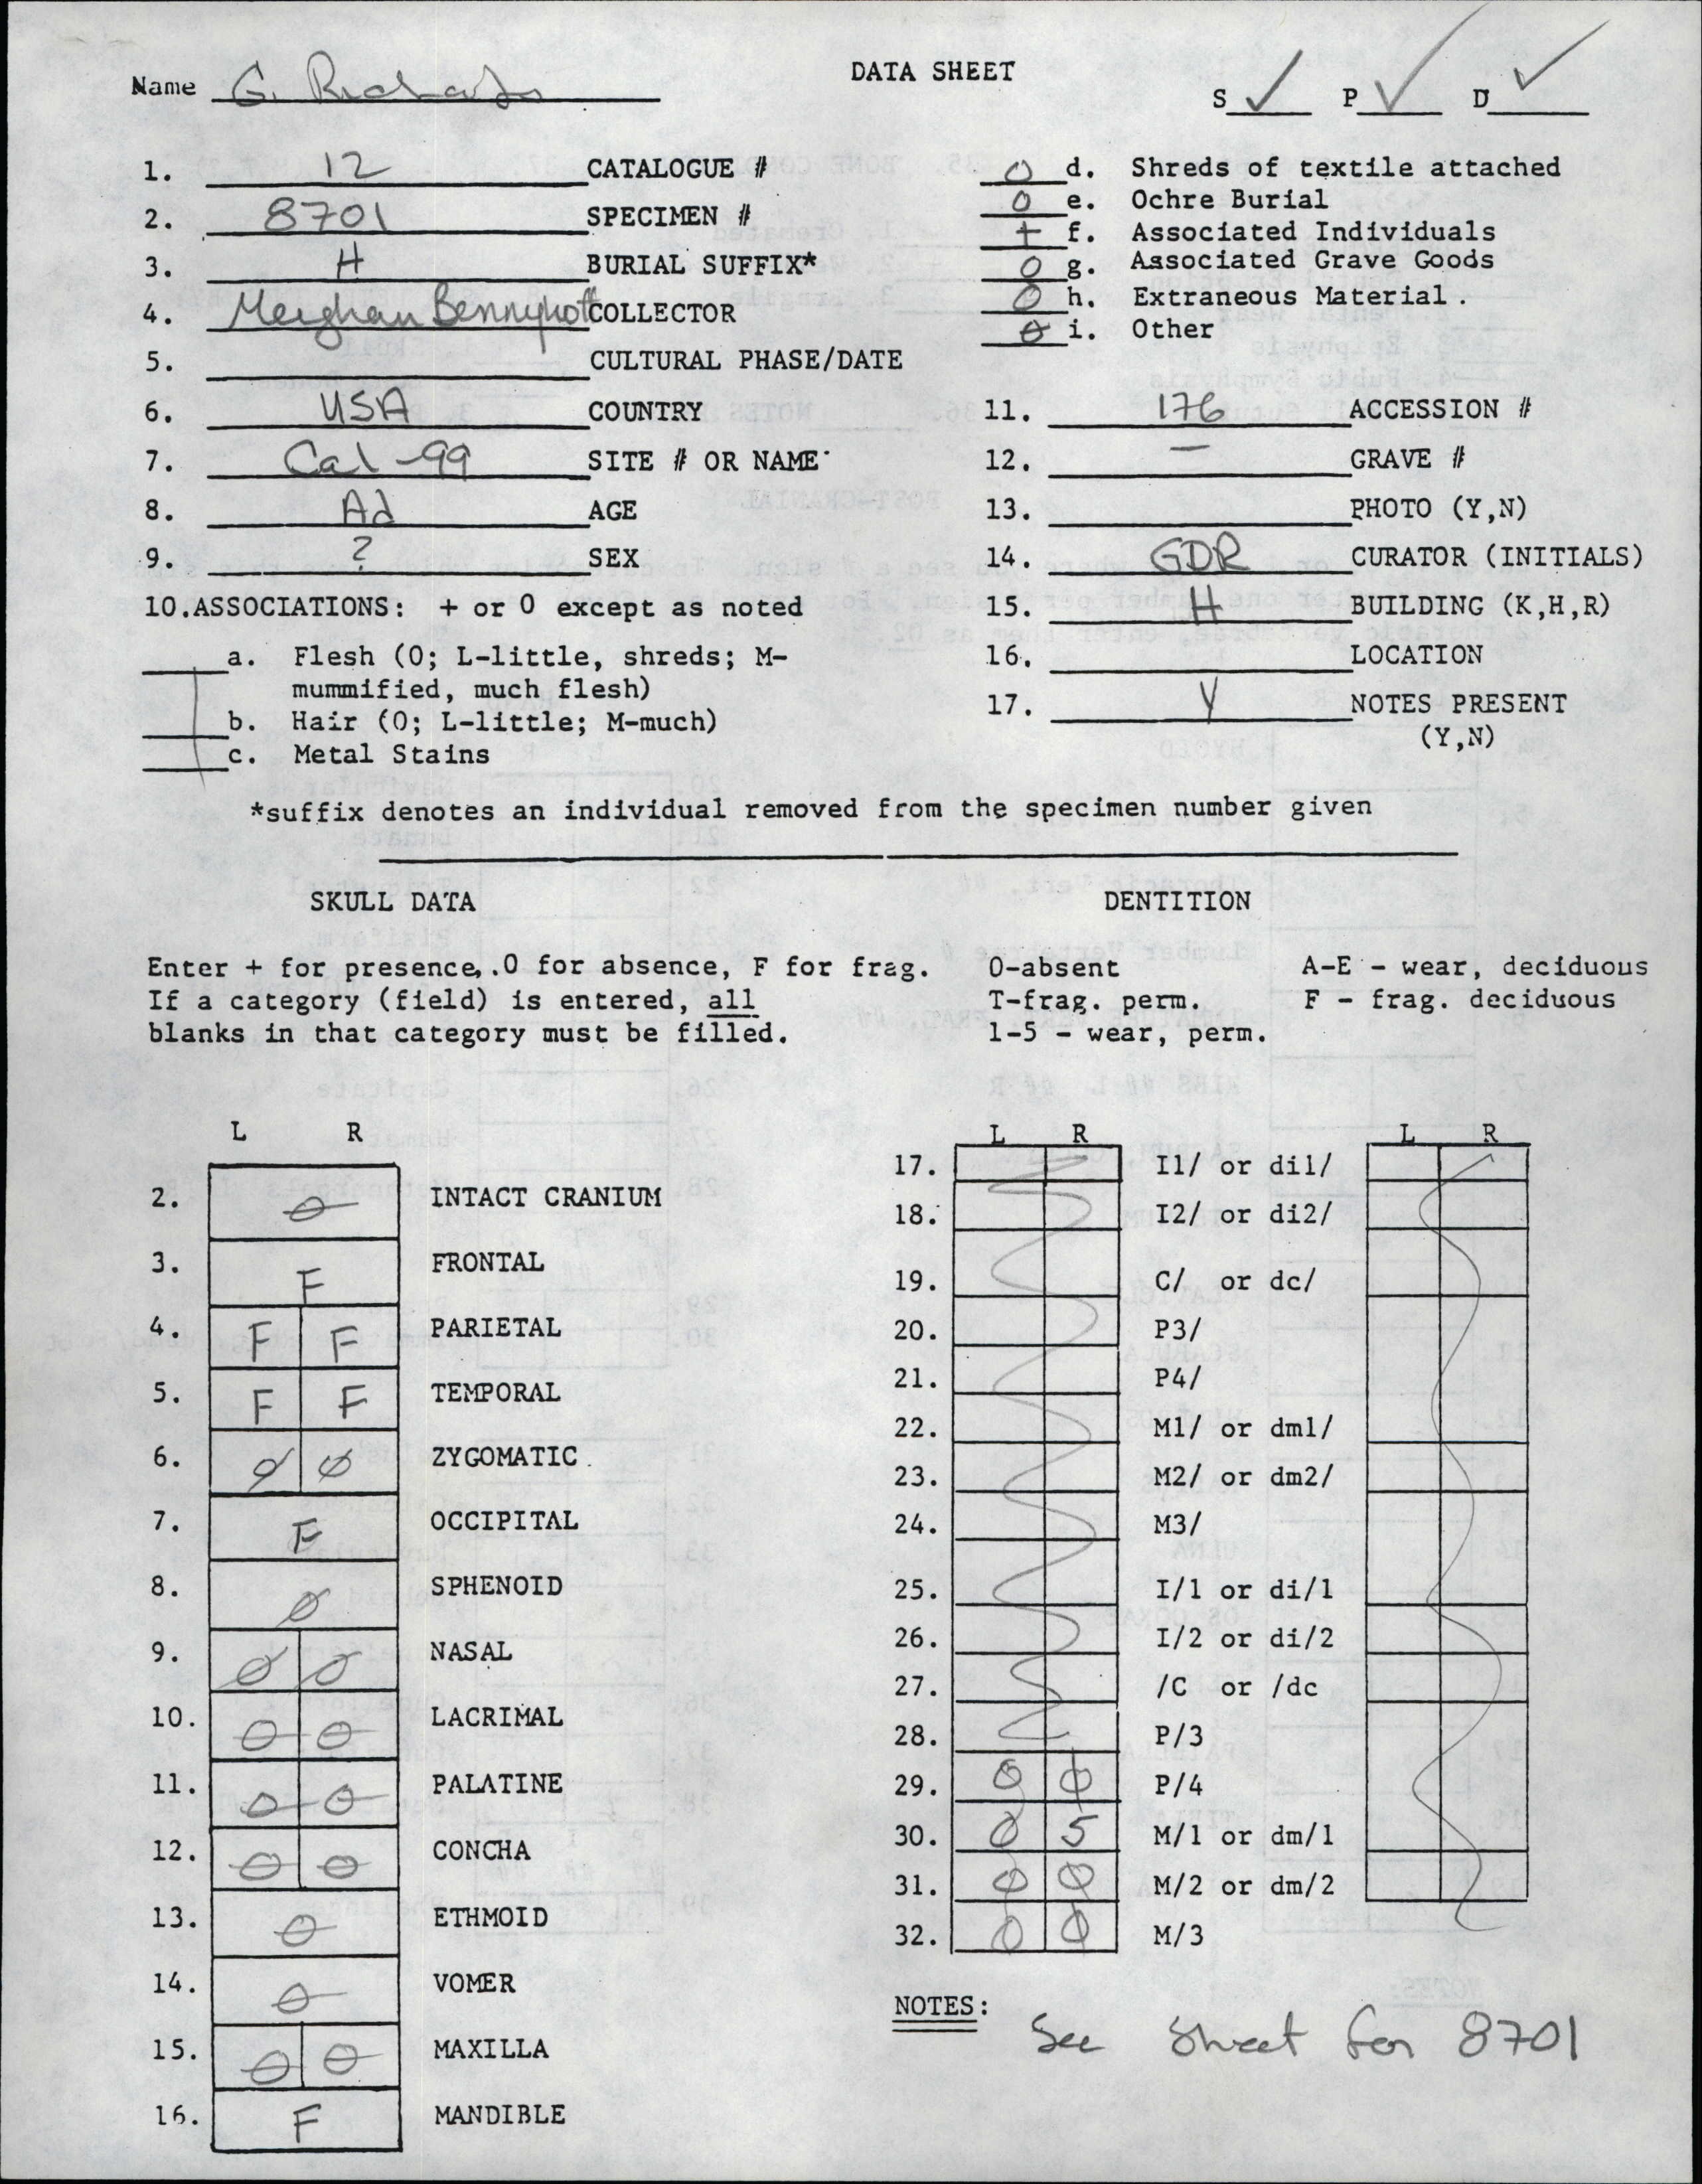 DATA SHEET
Name G. Richards
S ✓ P ✓ D ✓
1. 12 CATALOGUE #
2. 8701 SPECIMEN #
3. H BURIAL SUFFIX*
4. Meighan Bennyhoff COLLECTOR
5. CULTURAL PHASE/DATE
6. USA COUNTRY
7. Cal-99 SITE # OR NAME
8. Ad AGE
9. ? SEX
10. ASSOCIATIONS: + or 0 except as noted
a. Flesh (0; L-little, shreds; M-
mummified, much flesh)
b. Hair (0; L-little; M-much)
c. Metal Stains
0 d. Shreds of textile attached
0 e. Ochre Burial
+ f. Associated Individuals
0 g. Associated Grave Goods
0 h. Extraneous Material.
0 i. Other
11. 176 ACCESSION #
12. — GRAVE #
13. PHOTO (Y,N)
14. GDR CURATOR (INITIALS)
15. H BUILDING (K,H,R)
16. LOCATION
17. Y NOTES PRESENT
(Y,N)
*suffix denotes an individual removed from the specimen number given
SKULL DATA
Enter + for presence, .0 for absence, F for frag.
If a category (field) is entered, all
blanks in that category must be filled.
L R
2. 0 INTACT CRANIUM
3. F FRONTAL
4. F F PARIETAL
5. F F TEMPORAL
6. 0 0 ZYGOMATIC
7. F OCCIPITAL
8. 0 SPHENOID
9. 0 0 NASAL
10. 0 0 LACRIMAL
11. 0 0 PALATINE
12. 0 0 CONCHA
13. 0 ETHMOID
14. 0 VOMER
15. 0 0 MAXILLA
16. F MANDIBLE
DENTITION
0-absent A-E - wear, deciduous
T-frag. perm. F - frag. deciduous
1-5 - wear, perm.
L R L R
17. I1/ or di1/
18. I2/ or di2/
19. C/ or dc/
20. P3/
21. P4/
22. M1/ or dm1/
23. M2/ or dm2/
24. M3/
25. I/1 or di/1
26. I/2 or di/2
27. /C or /dc
28. P/3
29. 0 0 P/4
30. 0 5 M/1 or dm/1
31. 0 0 M/2 or dm/2
32. 0 0 M/3
NOTES: See Sheet for 8701